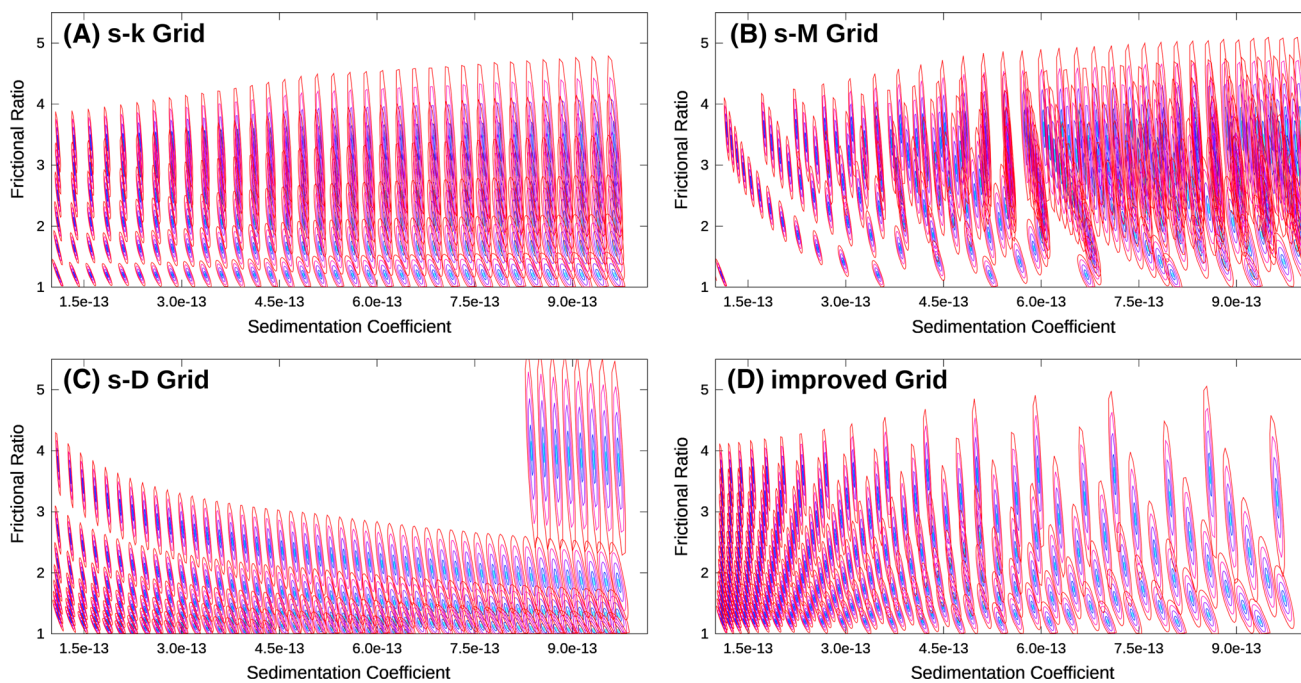 (A) s-k Grid
5
4
3
2
1
Frictional Ratio
1.5e-13 3.0e-13 4.5e-13 6.0e-13 7.5e-13 9.0e-13
Sedimentation Coefficient
(B) s-M Grid
5
4
3
2
1
Frictional Ratio
1.5e-13 3.0e-13 4.5e-13 6.0e-13 7.5e-13 9.0e-13
Sedimentation Coefficient
(C) s-D Grid
5
4
3
2
1
Frictional Ratio
1.5e-13 3.0e-13 4.5e-13 6.0e-13 7.5e-13 9.0e-13
Sedimentation Coefficient
(D) improved Grid
5
4
3
2
1
Frictional Ratio
1.5e-13 3.0e-13 4.5e-13 6.0e-13 7.5e-13 9.0e-13
Sedimentation Coefficient